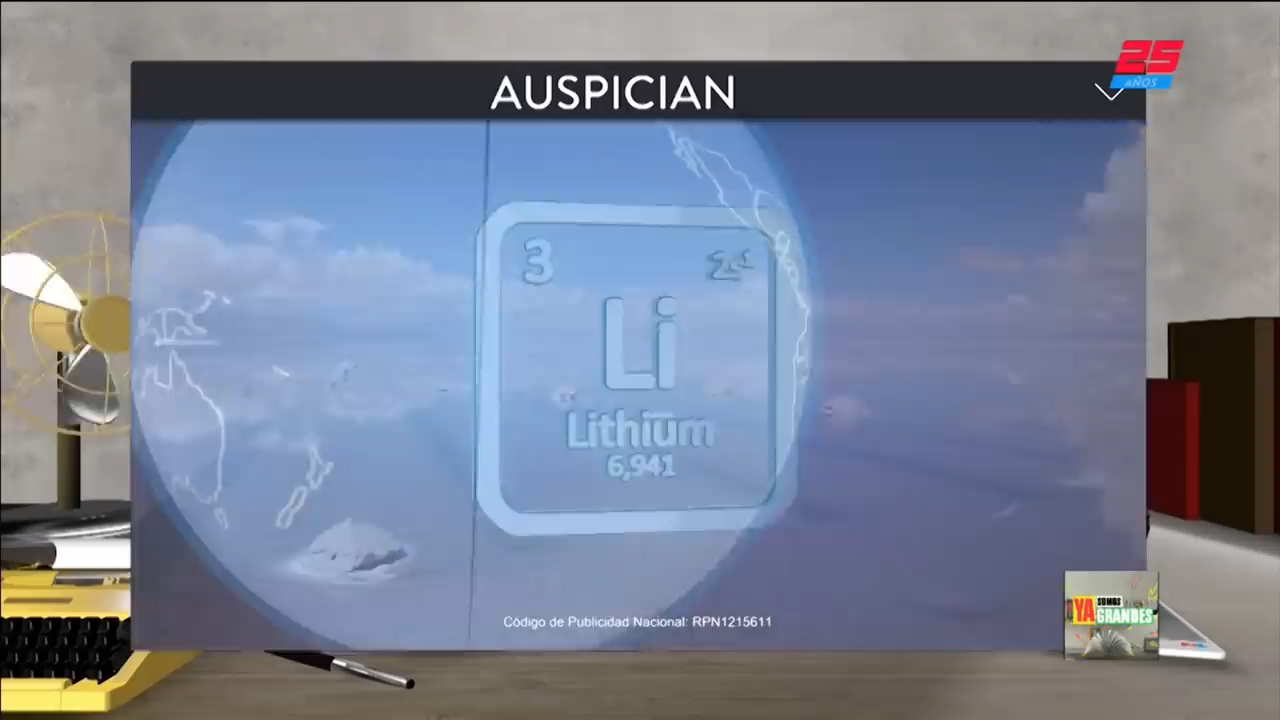 AUSPICIAN
25
AÑOS
3
Li
Lithium
6,941
Código de Publicidad Nacional: RPN1215611
YA
SOMOS
GRANDES